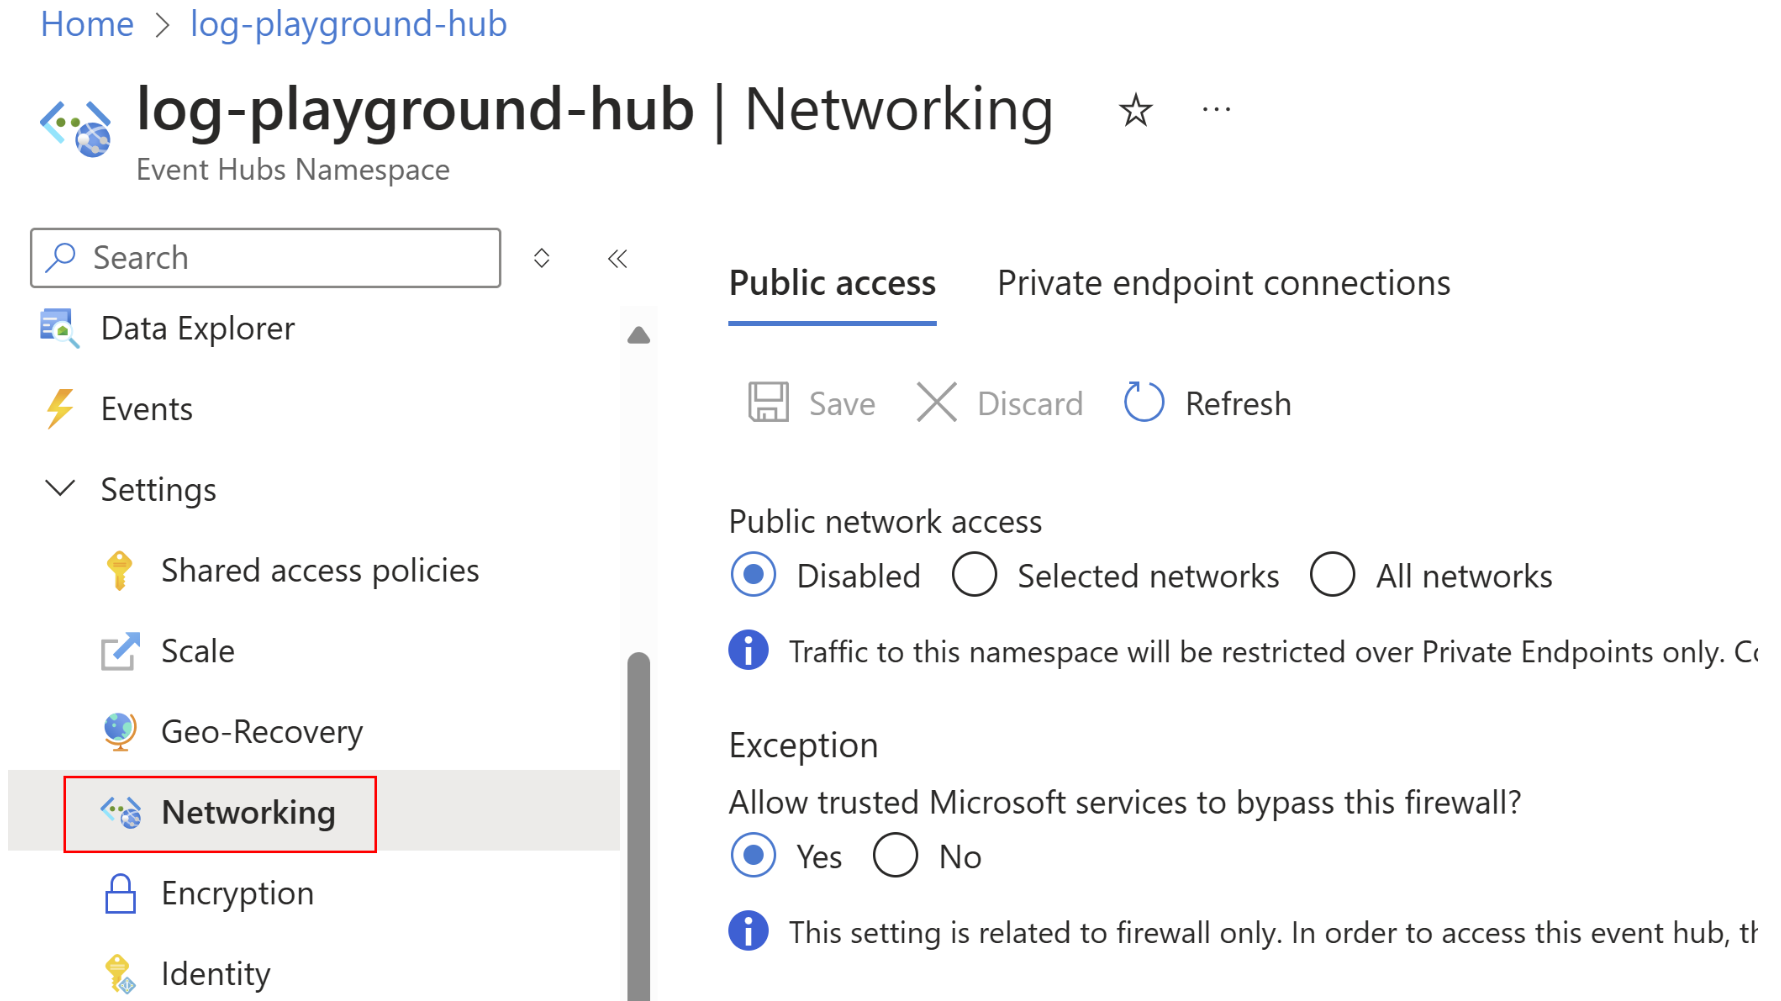 Home > log-playground-hub
log-playground-hub | Networking
Event Hubs Namespace
Search
Data Explorer
Events
Settings
Shared access policies
Scale
Geo-Recovery
Networking
Encryption
Identity
Public access Private endpoint connections
Save Discard Refresh
Public network access
Disabled Selected networks All networks
Traffic to this namespace will be restricted over Private Endpoints only.
Exception
Allow trusted Microsoft services to bypass this firewall?
Yes No
This setting is related to firewall only. In order to access this event hub,